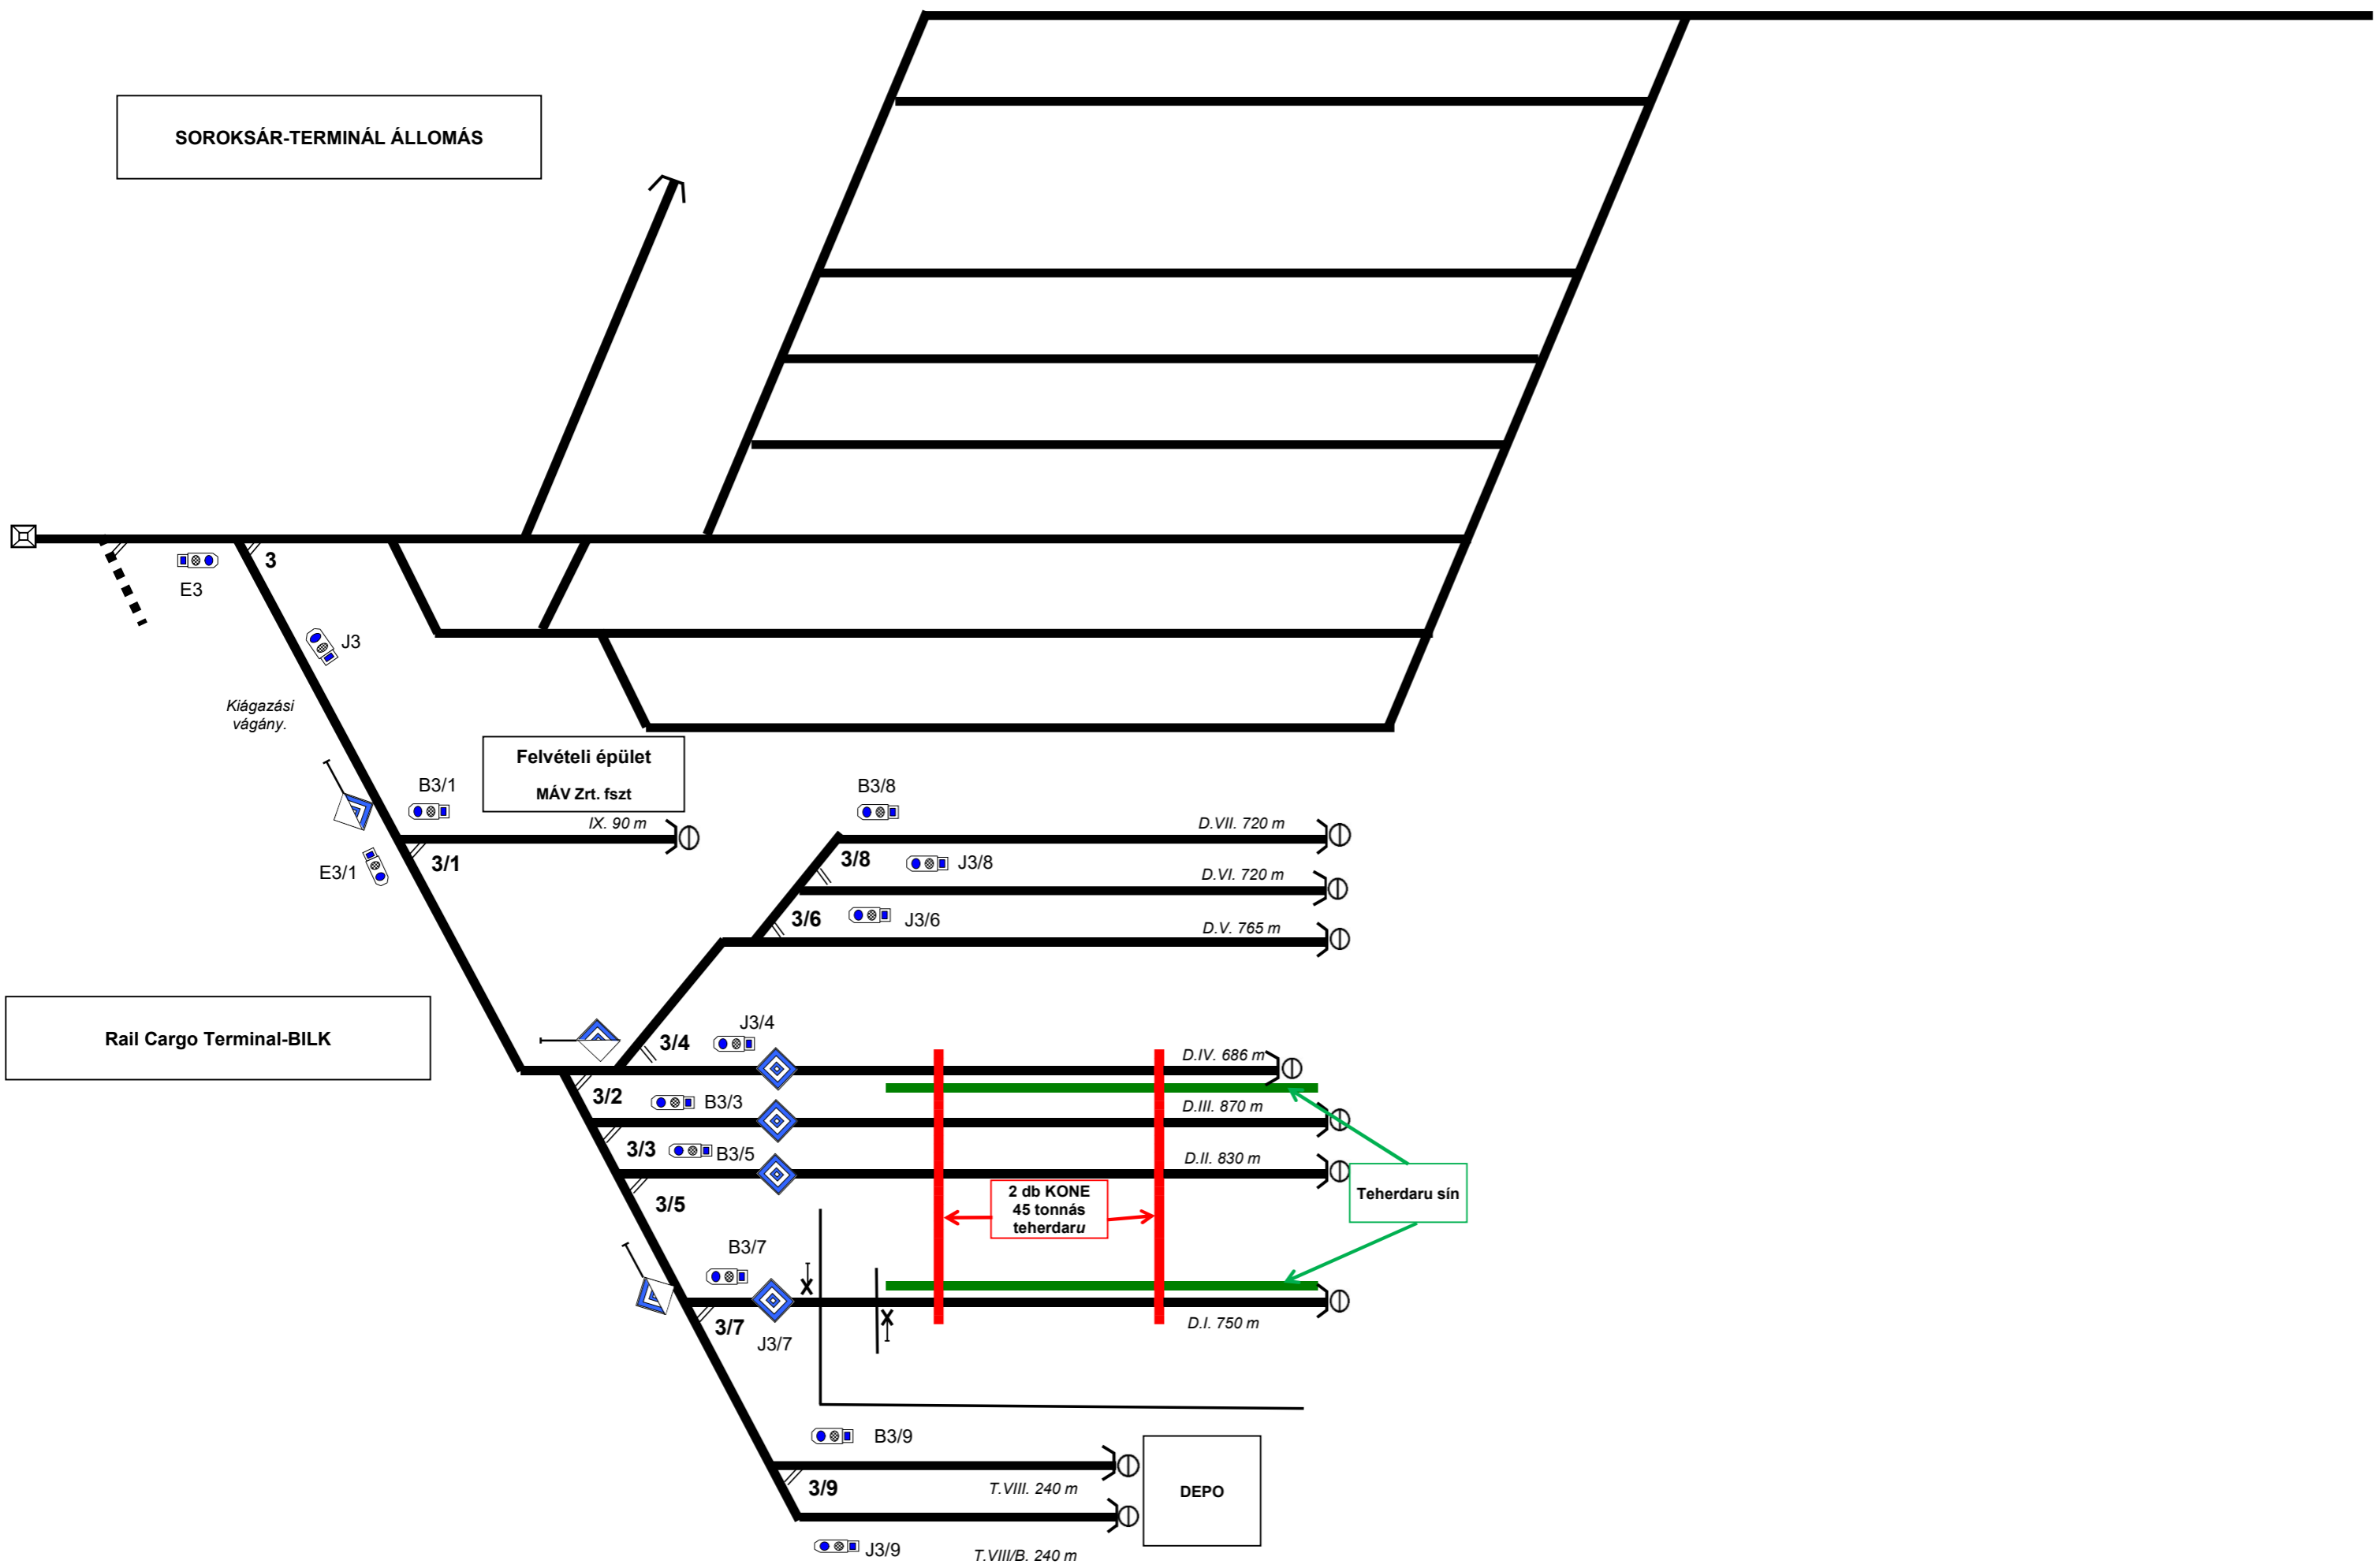 SOROKSÁR-TERMINÁL ÁLLOMÁS
3
E3
J3
Kiágazási
vágány.
Felvételi épület
MÁV Zrt. fszt
B3/1
B3/8
IX. 90 m
D.VII. 720 m
3/1
E3/1
3/8
J3/8
D.VI. 720 m
3/6
J3/6
D.V. 765 m
Rail Cargo Terminal-BILK
J3/4
3/4
D.IV. 686 m
3/2
B3/3
D.III. 870 m
3/3
B3/5
D.II. 830 m
3/5
2 db KONE
45 tonnás
teherdaru
Teherdaru sín
B3/7
3/7
J3/7
D.I. 750 m
B3/9
3/9
T.VIII. 240 m
DEPO
J3/9
T.VIII/B. 240 m